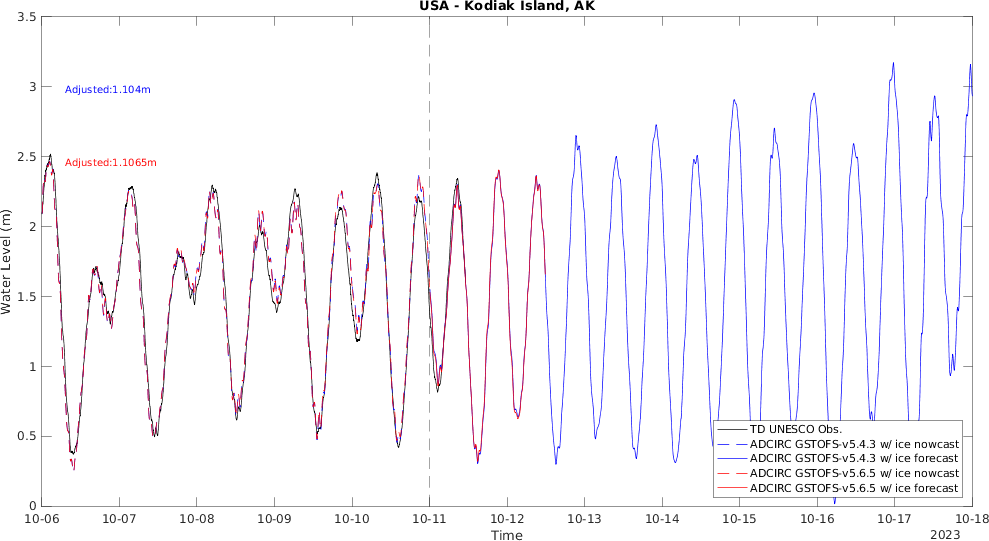 USA - Kodiak Island, AK
3.5
3
2.5
2
1.5
1
0.5
0
Water Level (m)
Adjusted:1.104m
Adjusted:1.1065m
TD UNESCO Obs.
ADCIRC GSTOFS-v5.4.3 w/ ice nowcast
ADCIRC GSTOFS-v5.4.3 w/ ice forecast
ADCIRC GSTOFS-v5.6.5 w/ ice nowcast
ADCIRC GSTOFS-v5.6.5 w/ ice forecast
10-06 10-07 10-08 10-09 10-10 10-11 10-12 10-13 10-14 10-15 10-16 10-17 10-18
Time
2023